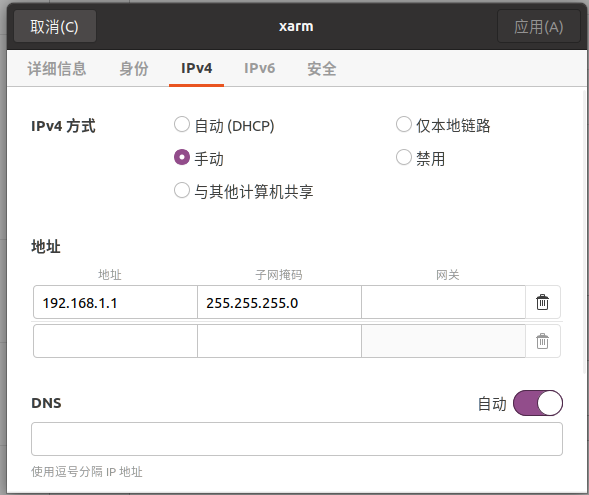 取消(C) xarm 应用(A)
详细信息 身份 IPv4 IPv6 安全
IPv4 方式 自动 (DHCP) 仅本地链路
手动 禁用
与其他计算机共享
地址
地址 子网掩码 网关
192.168.1.1 255.255.255.0
DNS 自动
使用逗号分隔 IP 地址